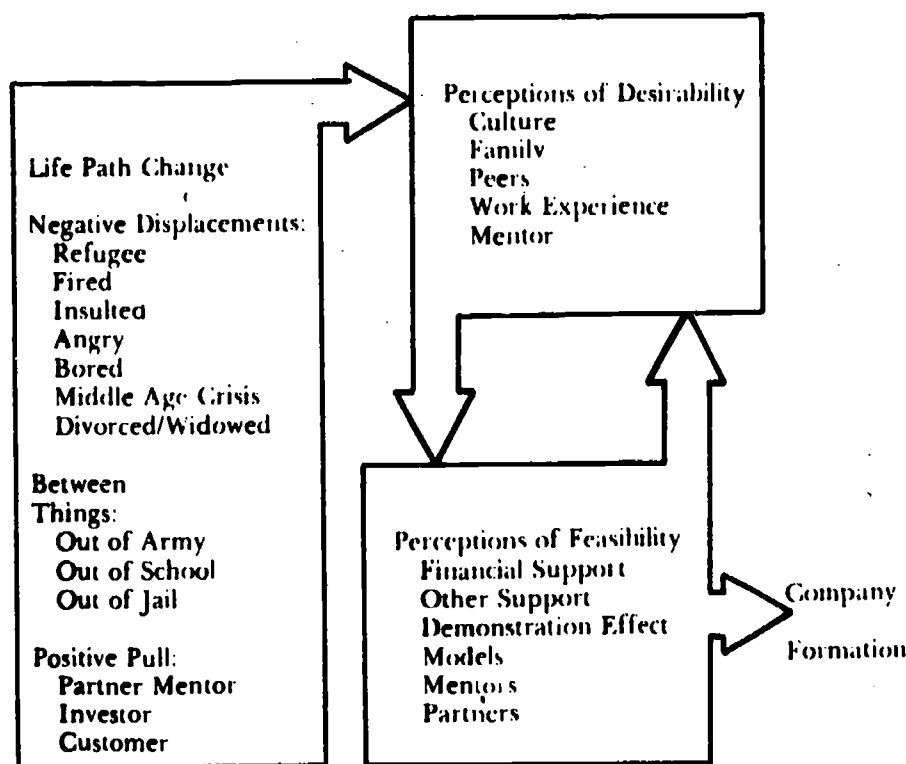 Life Path Change
Negative Displacements:
Refugee
Fired
Insulted
Angry
Bored
Middle Age Crisis
Divorced/Widowed
Between
Things:
Out of Army
Out of School
Out of Jail
Positive Pull:
Partner Mentor
Investor
Customer
Perceptions of Desirability
Culture
Family
Peers
Work Experience
Mentor
Perceptions of Feasibility
Financial Support
Other Support
Demonstration Effect
Models
Mentors
Partners
Company
Formation